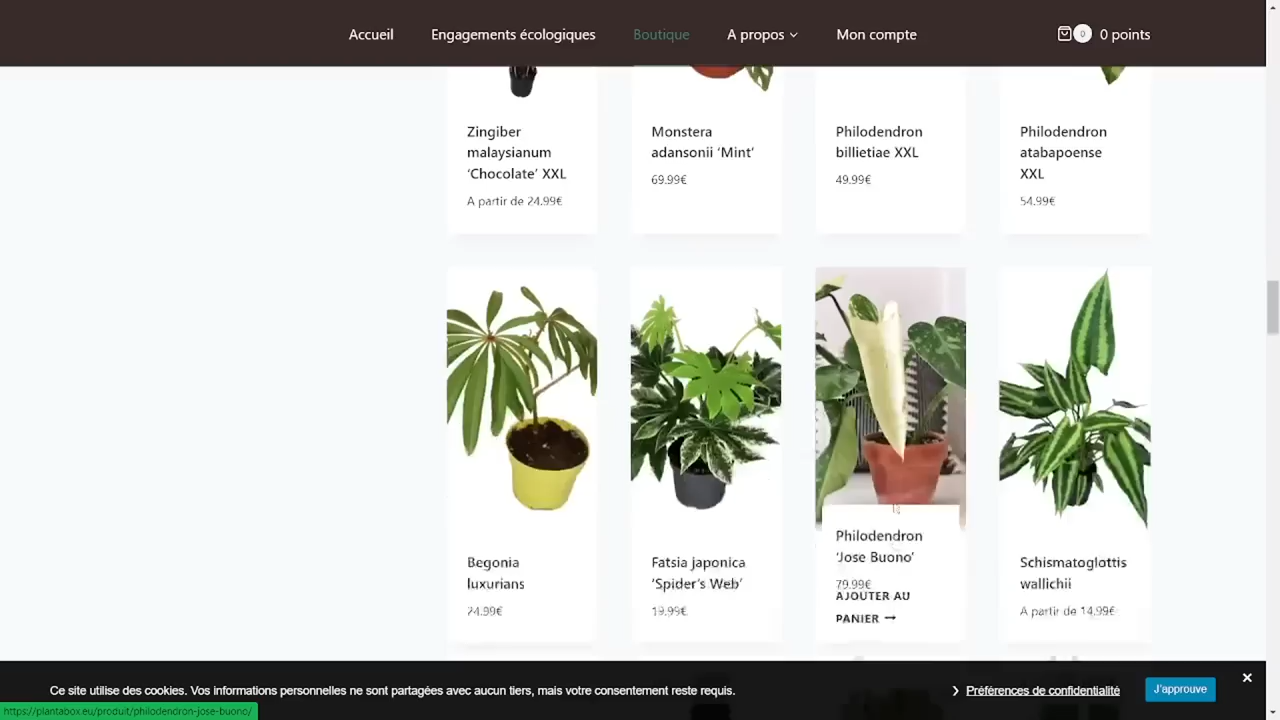 Accueil
Engagements écologiques
Boutique
A propos
Mon compte
0
0 points
Zingiber
malaysianum
‘Chocolate’ XXL
A partir de 24.99€
Monstera
adansonii ‘Mint’
69.99€
Philodendron
billietiae XXL
49.99€
Philodendron
atabapoense
XXL
54.99€
Begonia
luxurians
24.99€
Fatsia japonica
‘Spider’s Web’
19.99€
Philodendron
‘Jose Buono’
79.99€
AJOUTER AU
PANIER →
Schismatoglottis
wallichii
A partir de 14.99€
Ce site utilise des cookies. Vos informations personnelles ne sont partagées avec aucun tiers, mais votre consentement reste requis.
❯ Préférences de confidentialité
J'approuve
×
https://plantabox.eu/produit/philodendron-jose-buono/